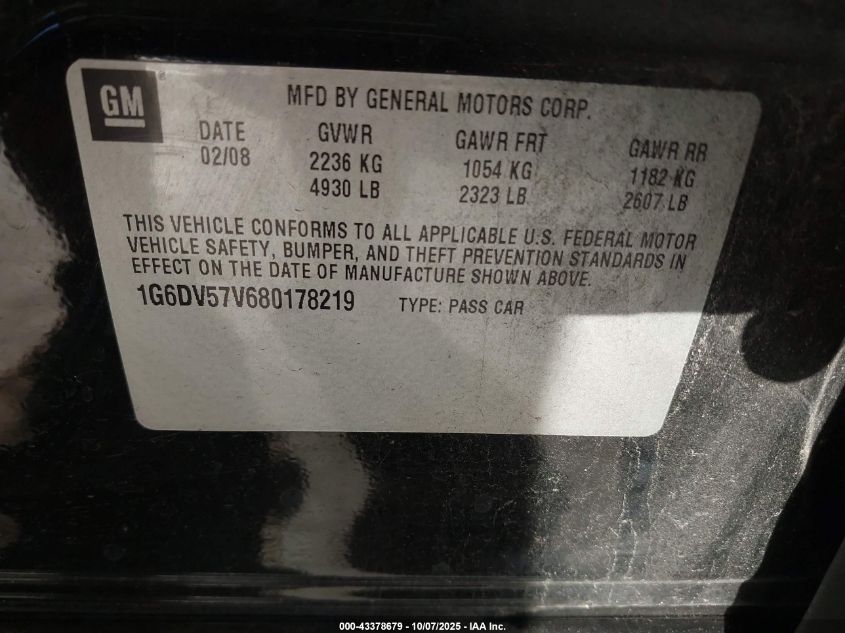 GM
MFD BY GENERAL MOTORS CORP.
DATE GVWR GAWR FRT GAWR RR
02/08 2236 KG 1054 KG 1182 KG
4930 LB 2323 LB 2607 LB
THIS VEHICLE CONFORMS TO ALL APPLICABLE U.S. FEDERAL MOTOR
VEHICLE SAFETY, BUMPER, AND THEFT PREVENTION STANDARDS IN
EFFECT ON THE DATE OF MANUFACTURE SHOWN ABOVE.
1G6DV57V680178219 TYPE: PASS CAR
000-43378679 - 10/07/2025 - IAA Inc.